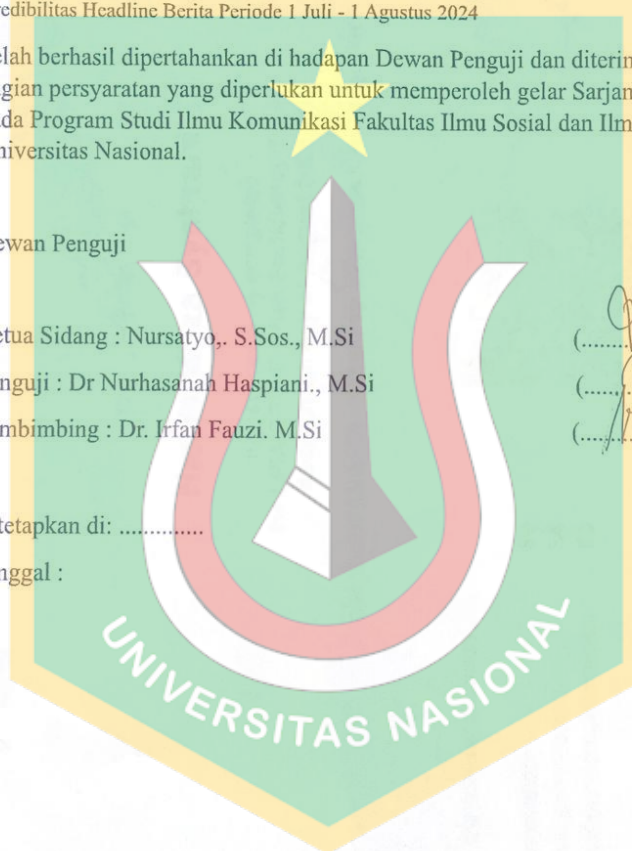 redibilitas Headline Berita Periode 1 Juli - 1 Agustus 2024
elah berhasil dipertahankan di hadapan Dewan Penguji dan diterin
gian persyaratan yang diperlukan untuk memperoleh gelar Sarjan
da Program Studi Ilmu Komunikasi Fakultas Ilmu Sosial dan Ilm
niversitas Nasional.
ewan Penguji
etua Sidang : Nursatyo,. S.Sos., M.Si (........
nguji : Dr Nurhasanah Haspiani., M.Si (........
mbimbing : Dr. Irfan Fauzi. M.Si (........
tetapkan di: ..............
nggal :
UNIVERSITAS NASIONAL